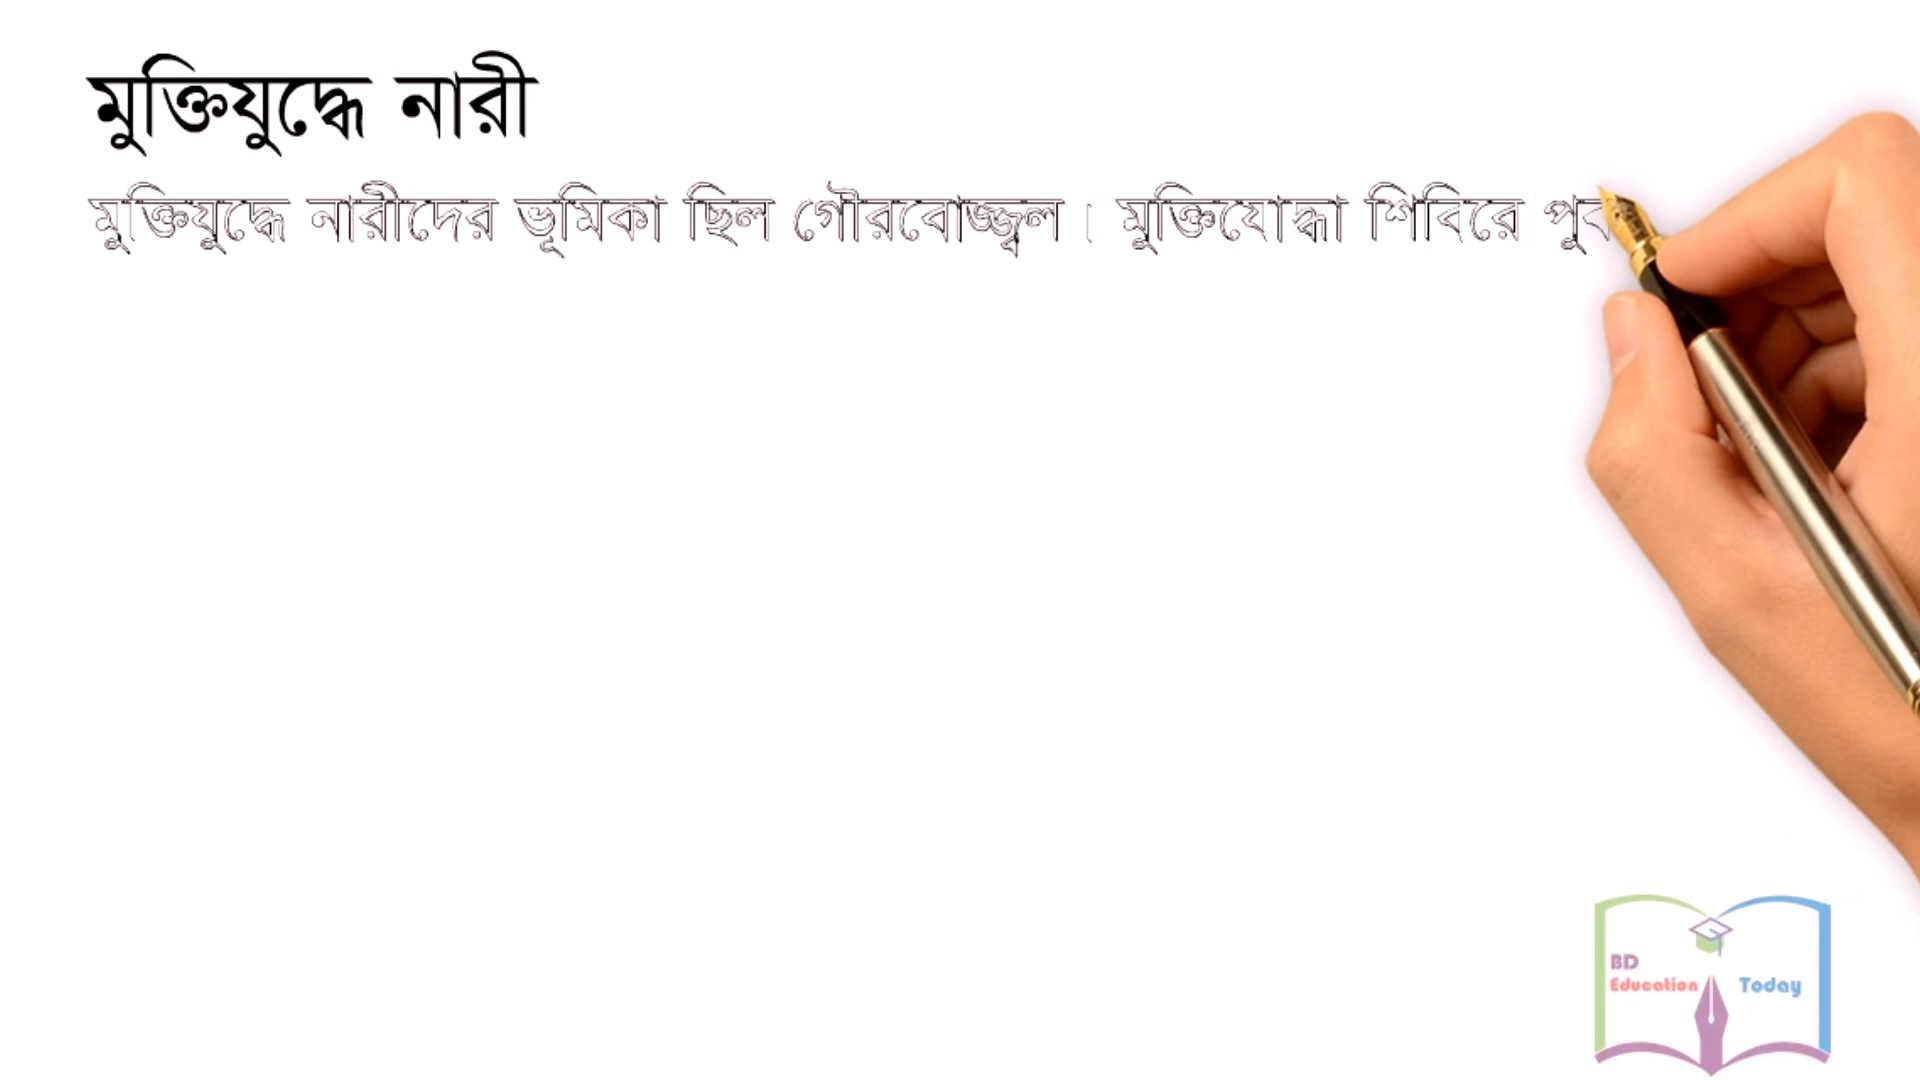 মুক্তিযুদ্ধে নারী
মুক্তিযুদ্ধে নারীদের ভূমিকা ছিল গৌরবোজ্জ্বল। মুক্তিযোদ্ধা শিবিরে পুব
BD
Education Today